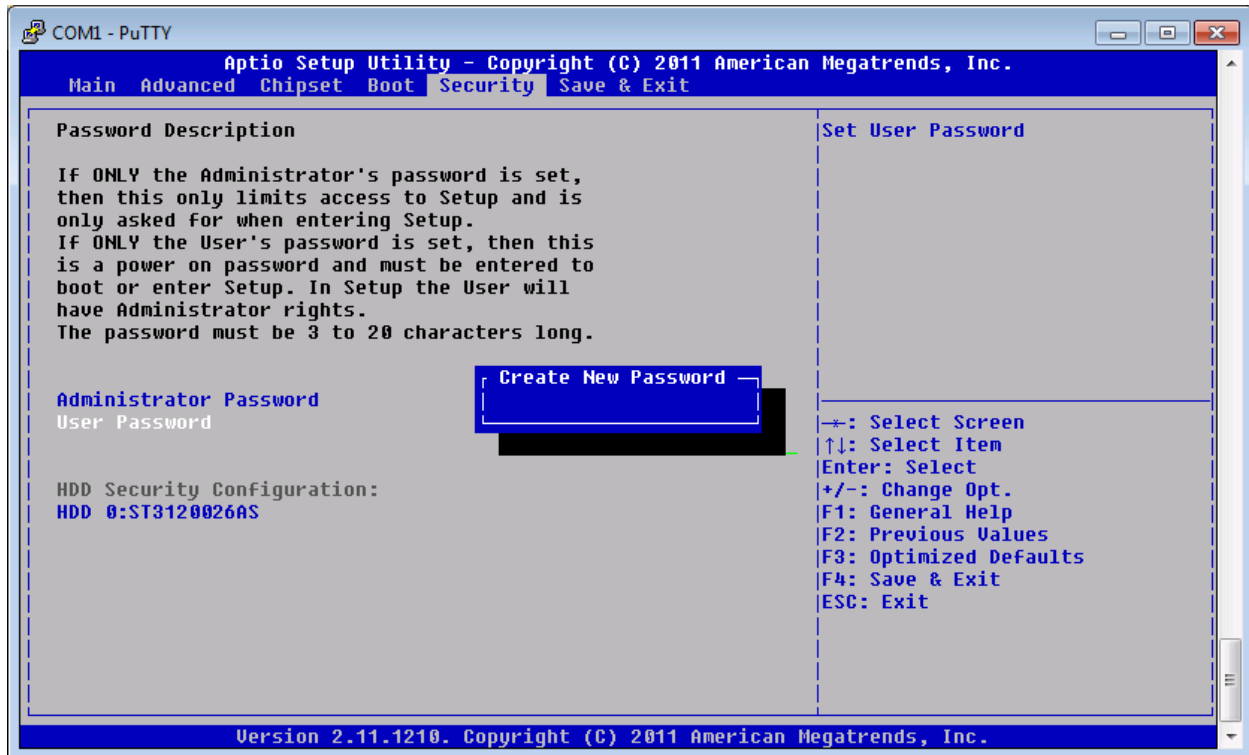 COM1 - PuTTY
Aptio Setup Utility - Copyright (C) 2011 American Megatrends, Inc.
Main Advanced Chipset Boot Security Save & Exit
Password Description
If ONLY the Administrator's password is set,
then this only limits access to Setup and is
only asked for when entering Setup.
If ONLY the User's password is set, then this
is a power on password and must be entered to
boot or enter Setup. In Setup the User will
have Administrator rights.
The password must be 3 to 20 characters long.
Create New Password
Administrator Password
User Password
HDD Security Configuration:
HDD 0:ST3120026AS
Set User Password
→←: Select Screen
↑↓: Select Item
Enter: Select
+/-: Change Opt.
F1: General Help
F2: Previous Values
F3: Optimized Defaults
F4: Save & Exit
ESC: Exit
Version 2.11.1210. Copyright (C) 2011 American Megatrends, Inc.